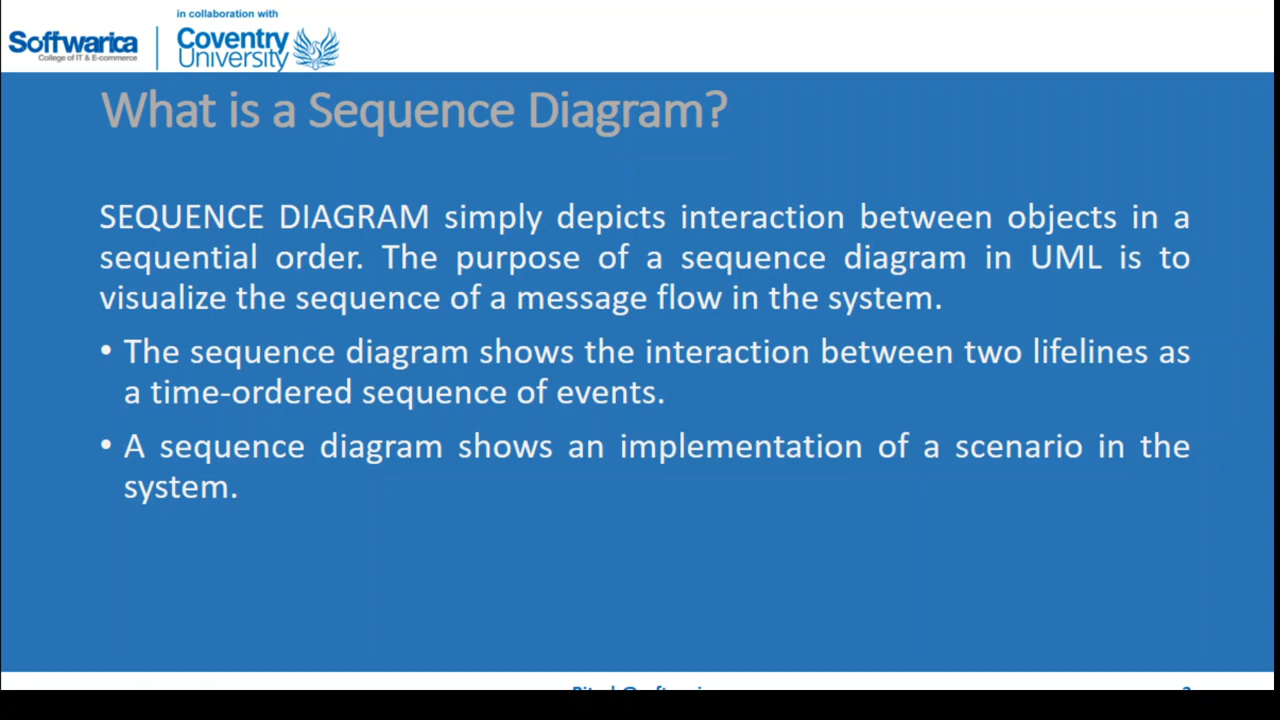 in collaboration with
Softwarica
College of IT & E-commerce
Coventry
University
What is a Sequence Diagram?
SEQUENCE DIAGRAM simply depicts interaction between objects in a
sequential order. The purpose of a sequence diagram in UML is to
visualize the sequence of a message flow in the system.
• The sequence diagram shows the interaction between two lifelines as
a time-ordered sequence of events.
• A sequence diagram shows an implementation of a scenario in the
system.